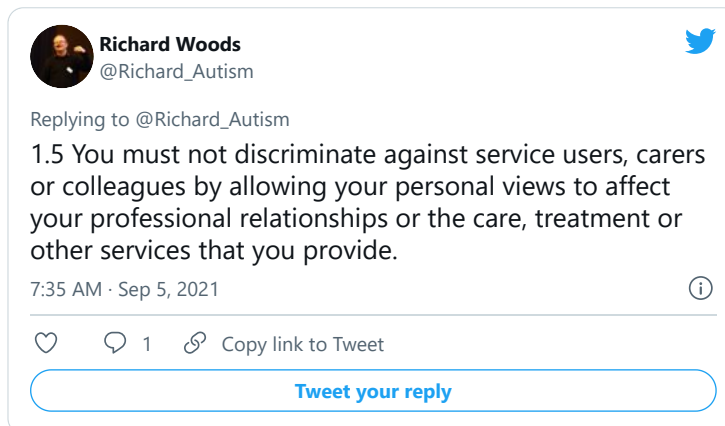 Richard Woods
@Richard_Autism
Replying to @Richard_Autism
1.5 You must not discriminate against service users, carers
or colleagues by allowing your personal views to affect
your professional relationships or the care, treatment or
other services that you provide.
7:35 AM · Sep 5, 2021
1 Copy link to Tweet
Tweet your reply